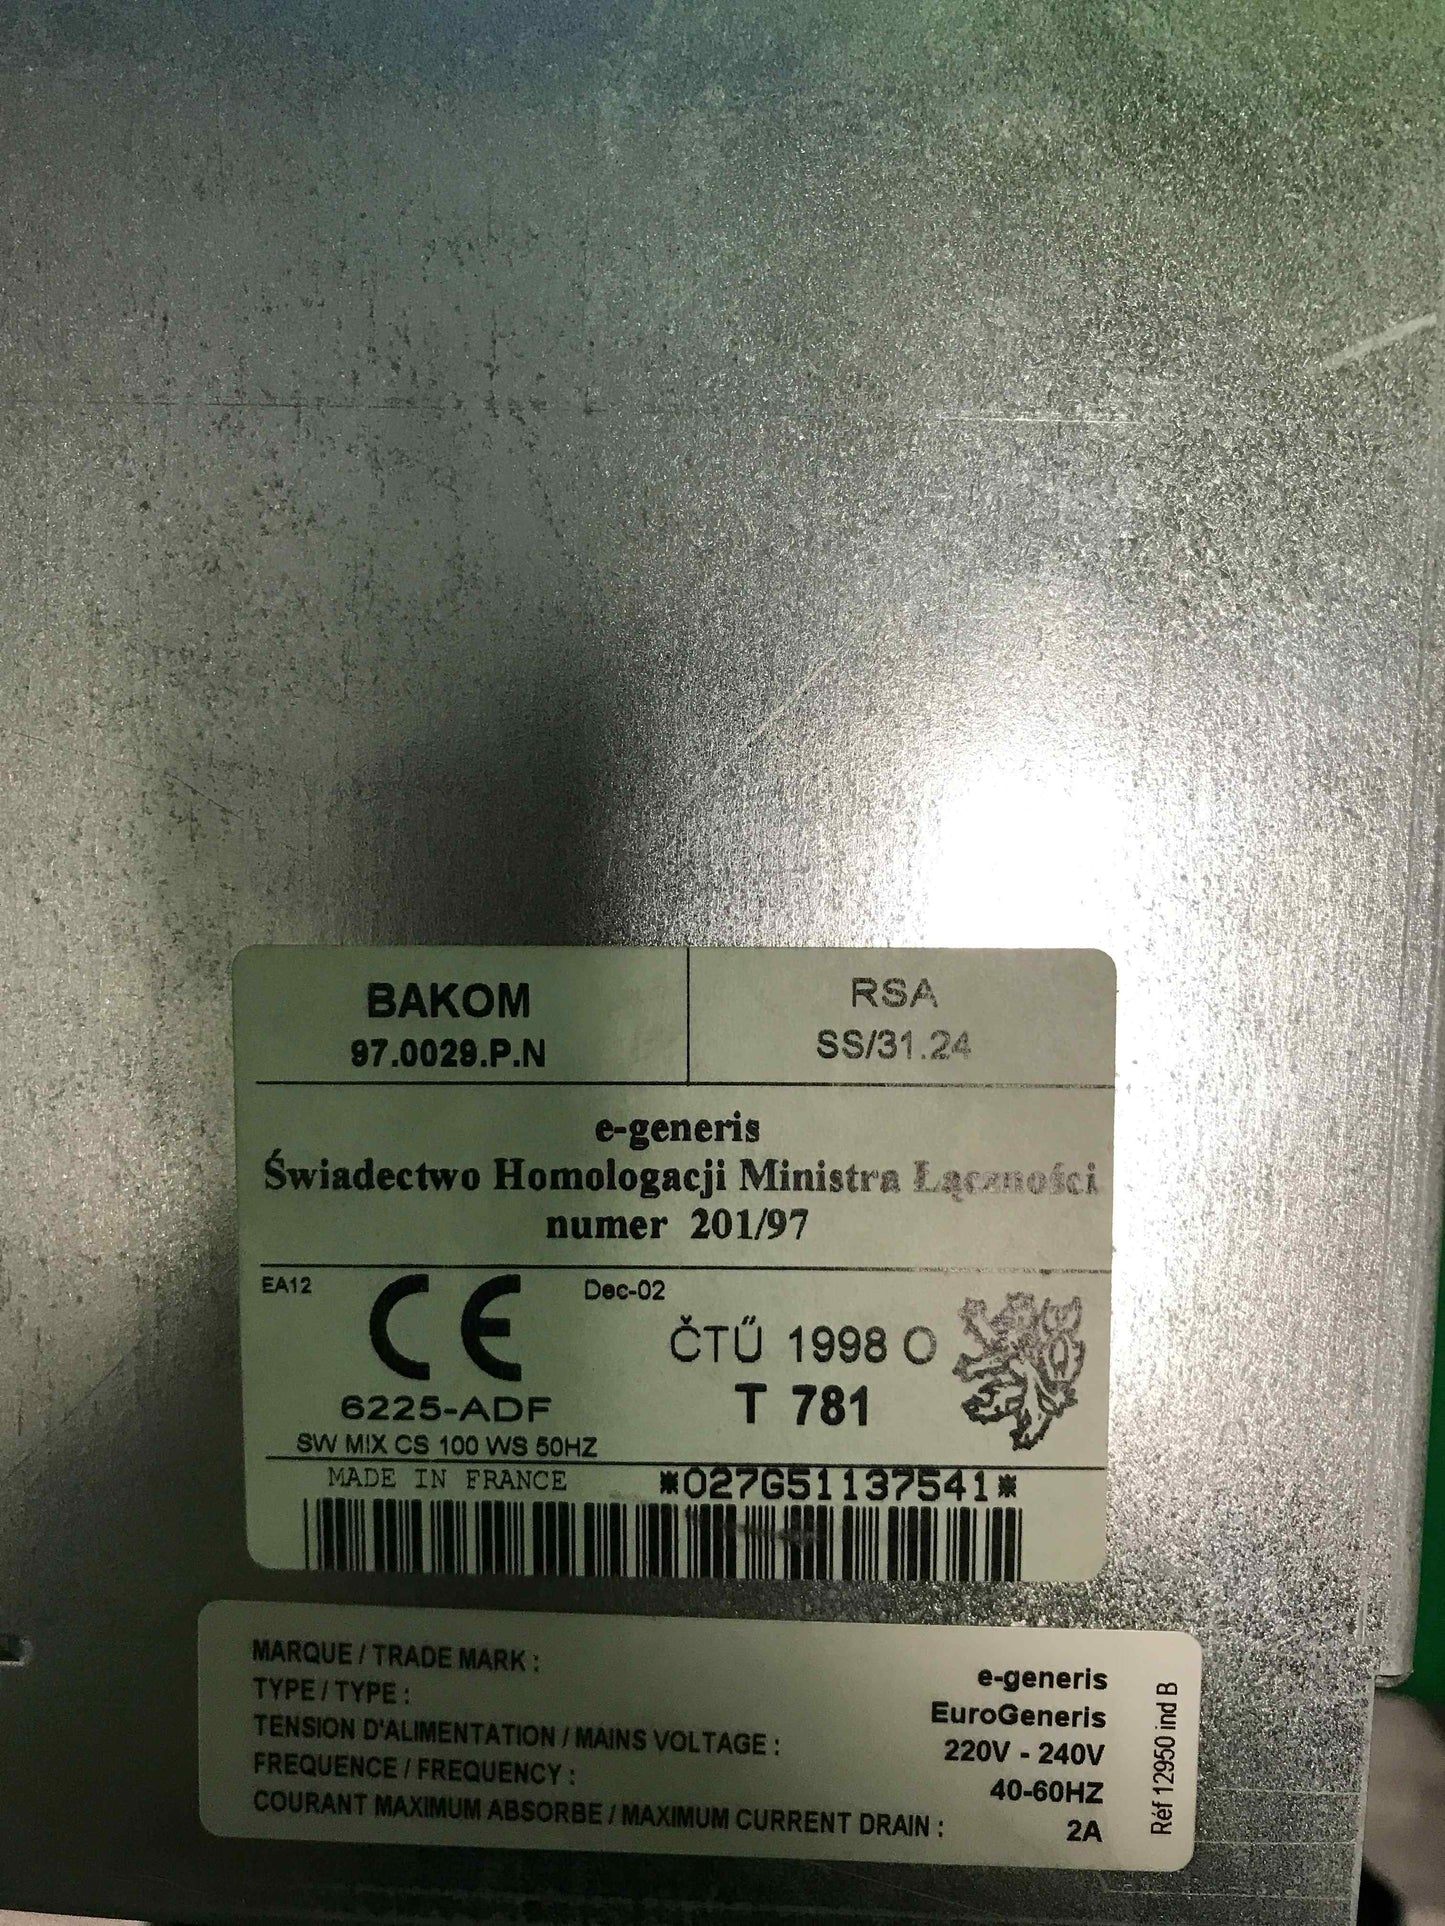 BAKOM
97.0029.P.N
RSA
SS/31.24
e-generis
Świadectwo Homologacji Ministra Łączności
numer 201/97
EA12
CE
Dec-02
ČTŰ 1998 O
T 781
6225-ADF
SW MIX CS 100 WS 50HZ
MADE IN FRANCE
*027G51137541*
MARQUE / TRADE MARK : e-generis
TYPE / TYPE : EuroGeneris
TENSION D'ALIMENTATION / MAINS VOLTAGE : 220V - 240V
FREQUENCE / FREQUENCY : 40-60HZ
COURANT MAXIMUM ABSORBE / MAXIMUM CURRENT DRAIN : 2A
Réf 12950 ind B